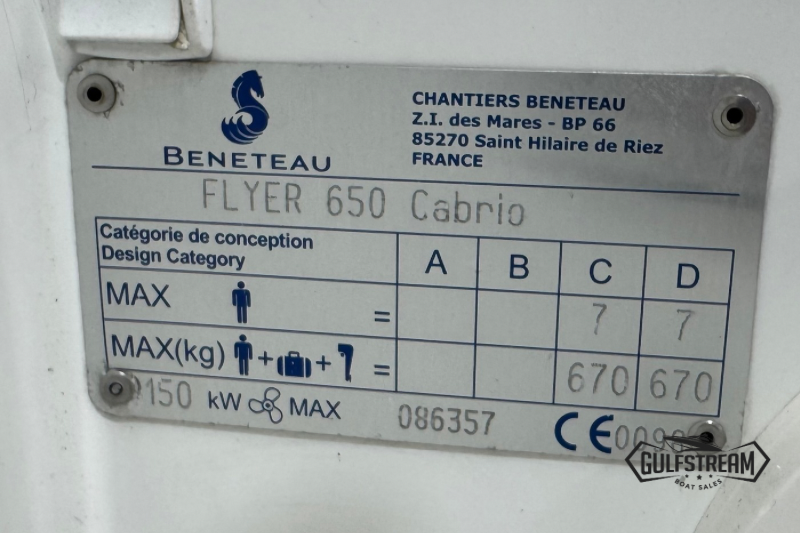 BENETEAU
CHANTIERS BENETEAU
Z.I. des Mares - BP 66
85270 Saint Hilaire de Riez
FRANCE
FLYER 650 Cabrio
Catégorie de conception
Design Category
A B C D
MAX = 7 7
MAX(kg) + + = 670 670
150 kW MAX
086357
CE
GULFSTREAM
BOAT SALES